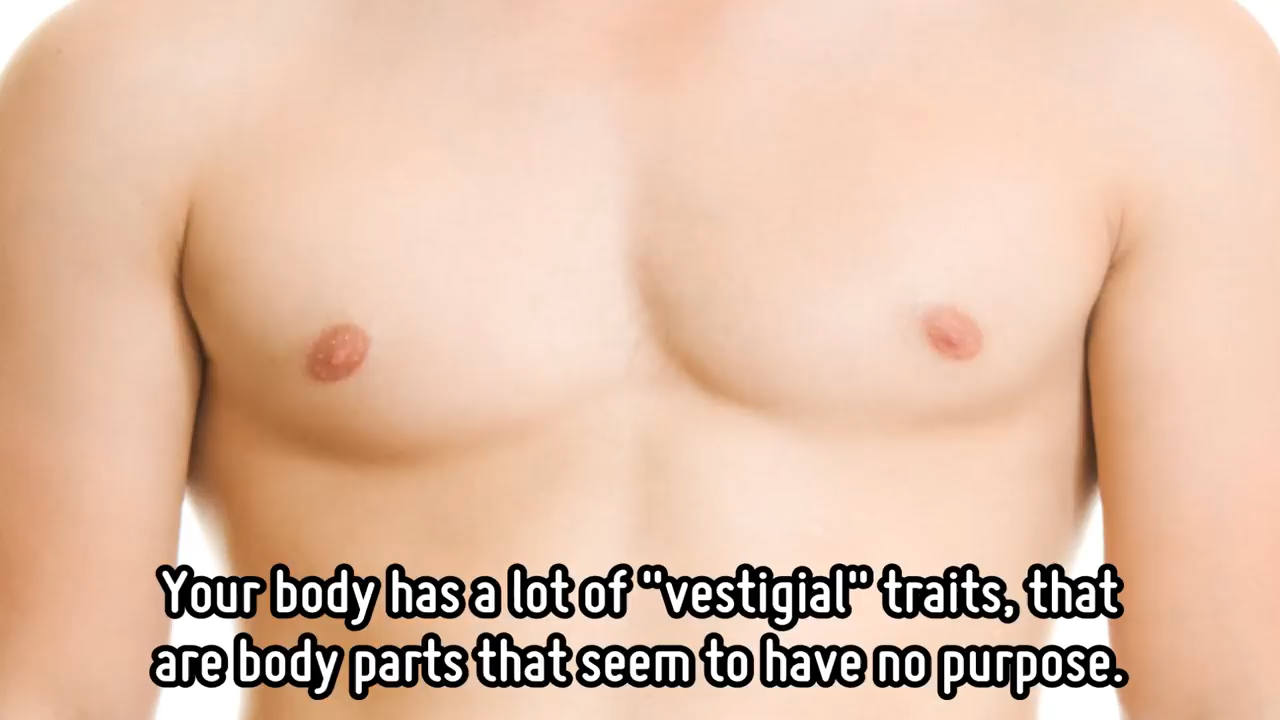 Your body has a lot of "vestigial" traits, that
are body parts that seem to have no purpose.